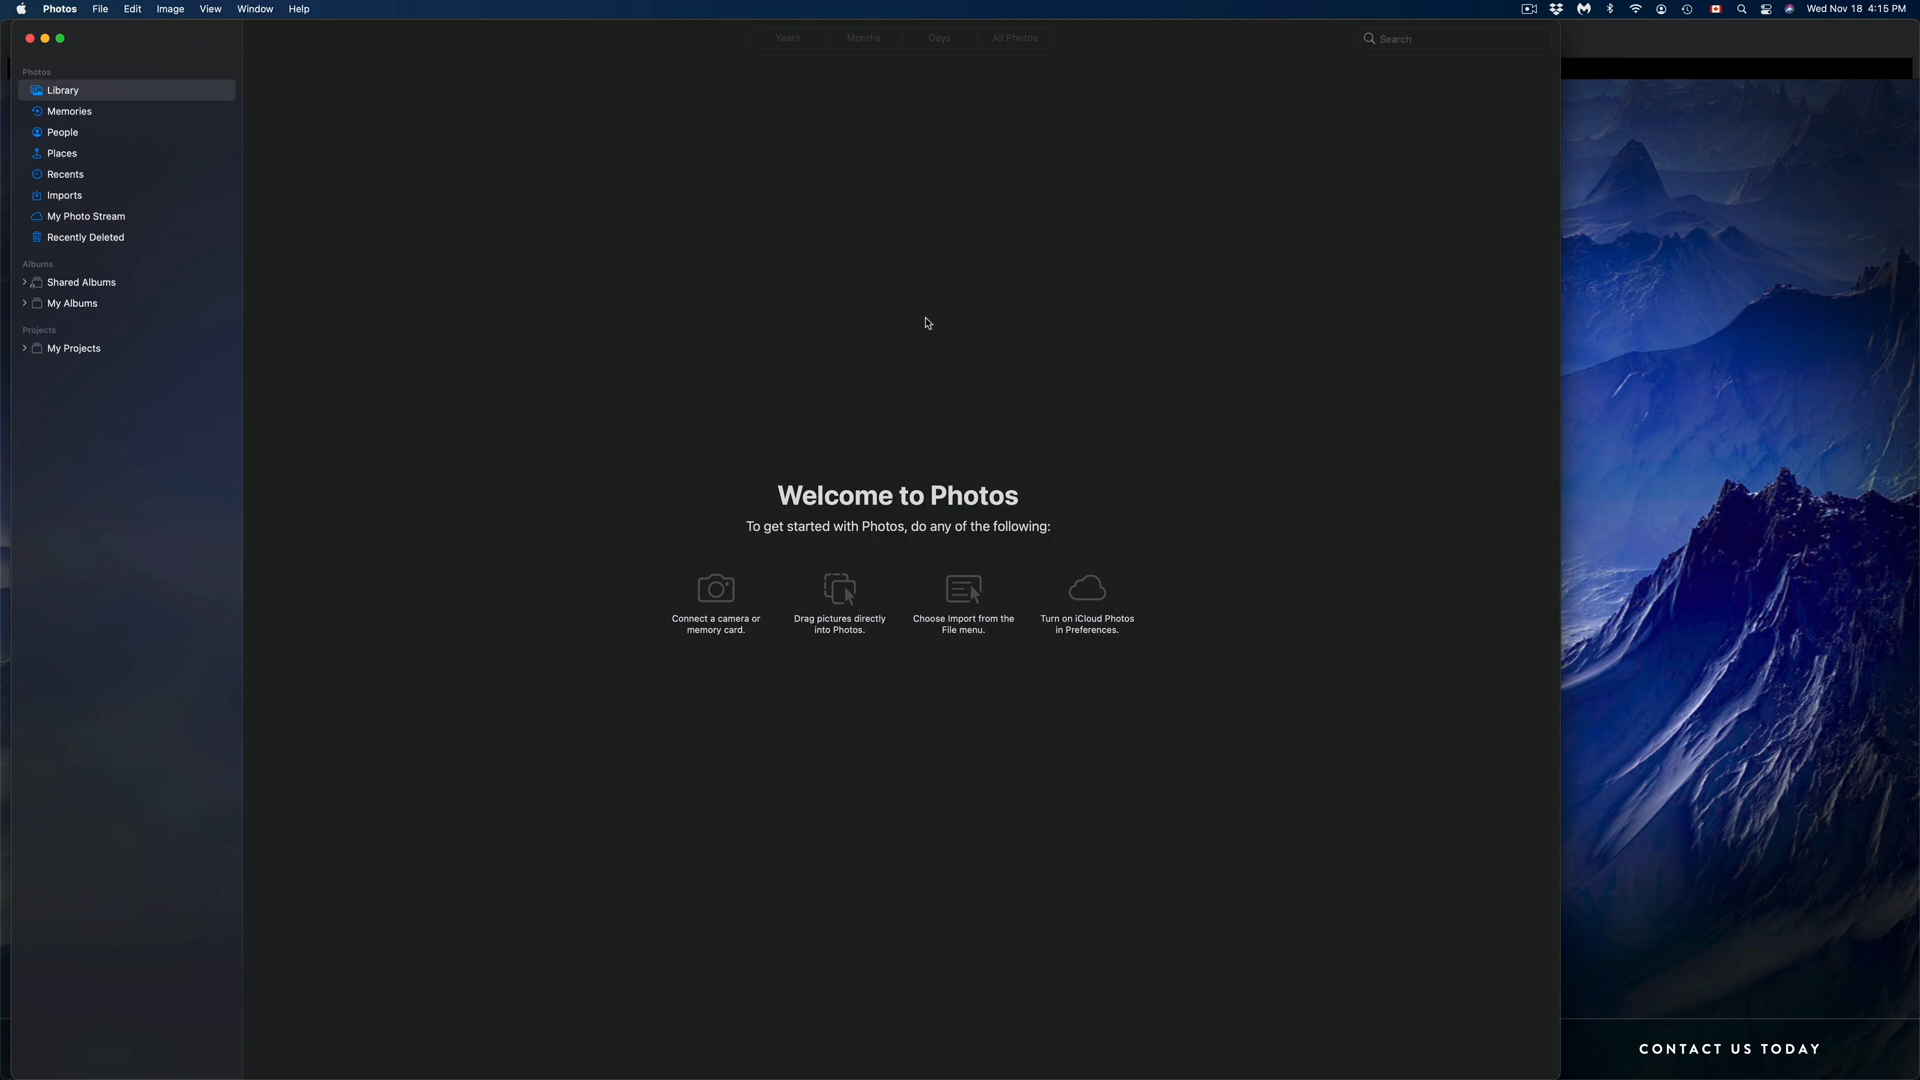 Photos File Edit Image View Window Help
Wed Nov 18 4:15 PM
Years Months Days All Photos
Search
Photos
Library
Memories
People
Places
Recents
Imports
My Photo Stream
Recently Deleted
Albums
Shared Albums
My Albums
Projects
My Projects
Welcome to Photos
To get started with Photos, do any of the following:
Connect a camera or
memory card.
Drag pictures directly
into Photos.
Choose Import from the
File menu.
Turn on iCloud Photos
in Preferences.
CONTACT US TODAY